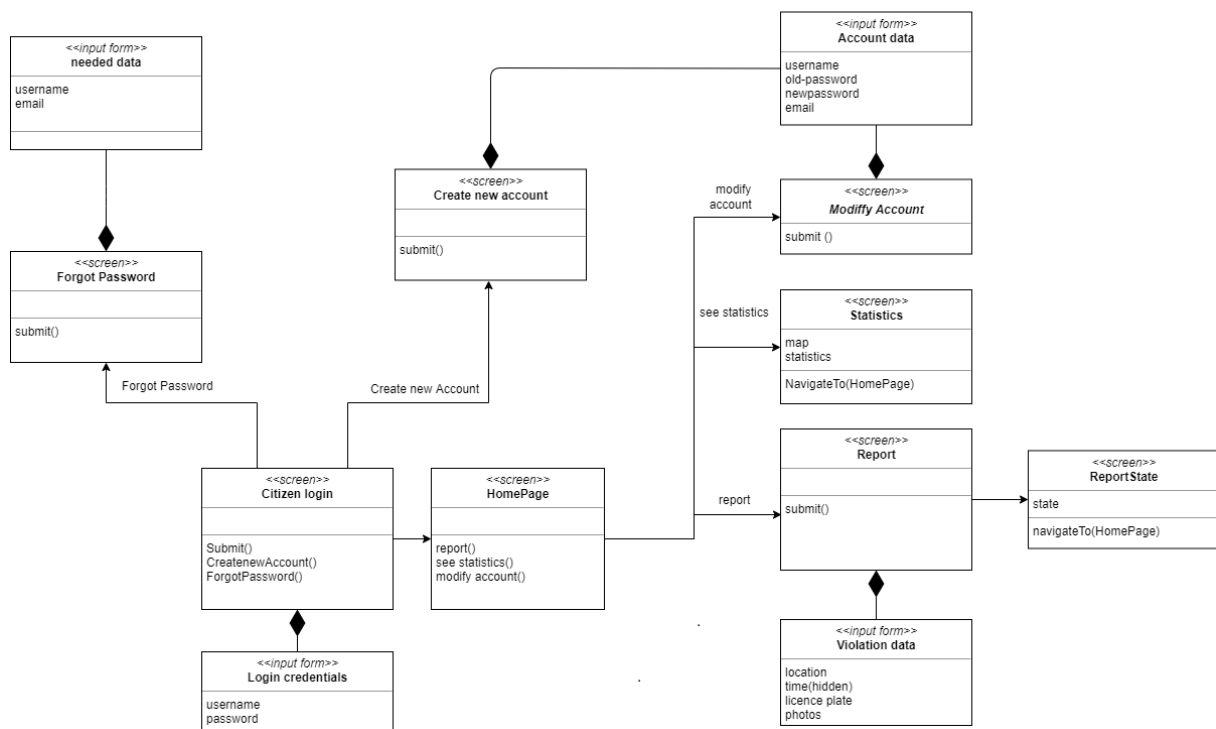 <<input form>>
needed data
username
email
<<input form>>
Account data
username
old-password
newpassword
email
<<screen>>
Create new account
submit()
modify
account
<<screen>>
Modiffy Account
submit ()
<<screen>>
Forgot Password
submit()
see statistics
<<screen>>
Statistics
map
statistics
NavigateTo(HomePage)
Forgot Password
Create new Account
<<screen>>
Citizen login
Submit()
CreatenewAccount()
ForgotPassword()
<<screen>>
HomePage
report()
see statistics()
modify account()
report
<<screen>>
Report
submit()
<<screen>>
ReportState
state
navigateTo(HomePage)
<<input form>>
Login credentials
username
password
<<input form>>
Violation data
location
time(hidden)
licence plate
photos